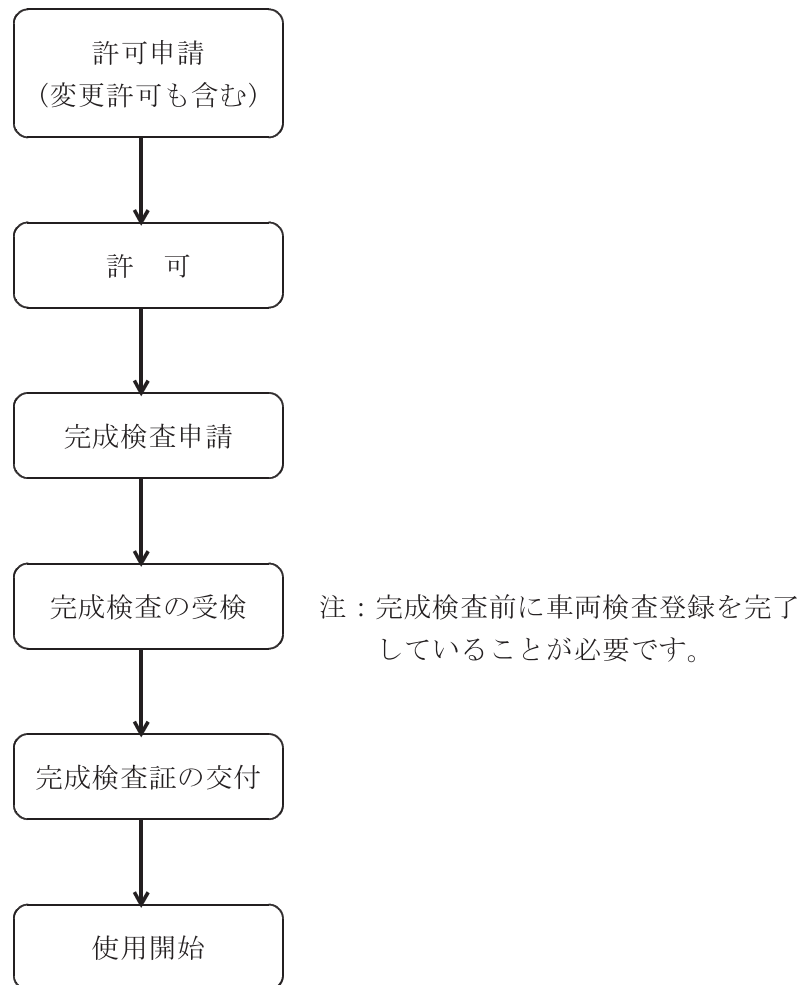 許可申請
（変更許可も含む）
許　可
完成検査申請
完成検査の受検
注：完成検査前に車両検査登録を完了
していることが必要です。
完成検査証の交付
使用開始